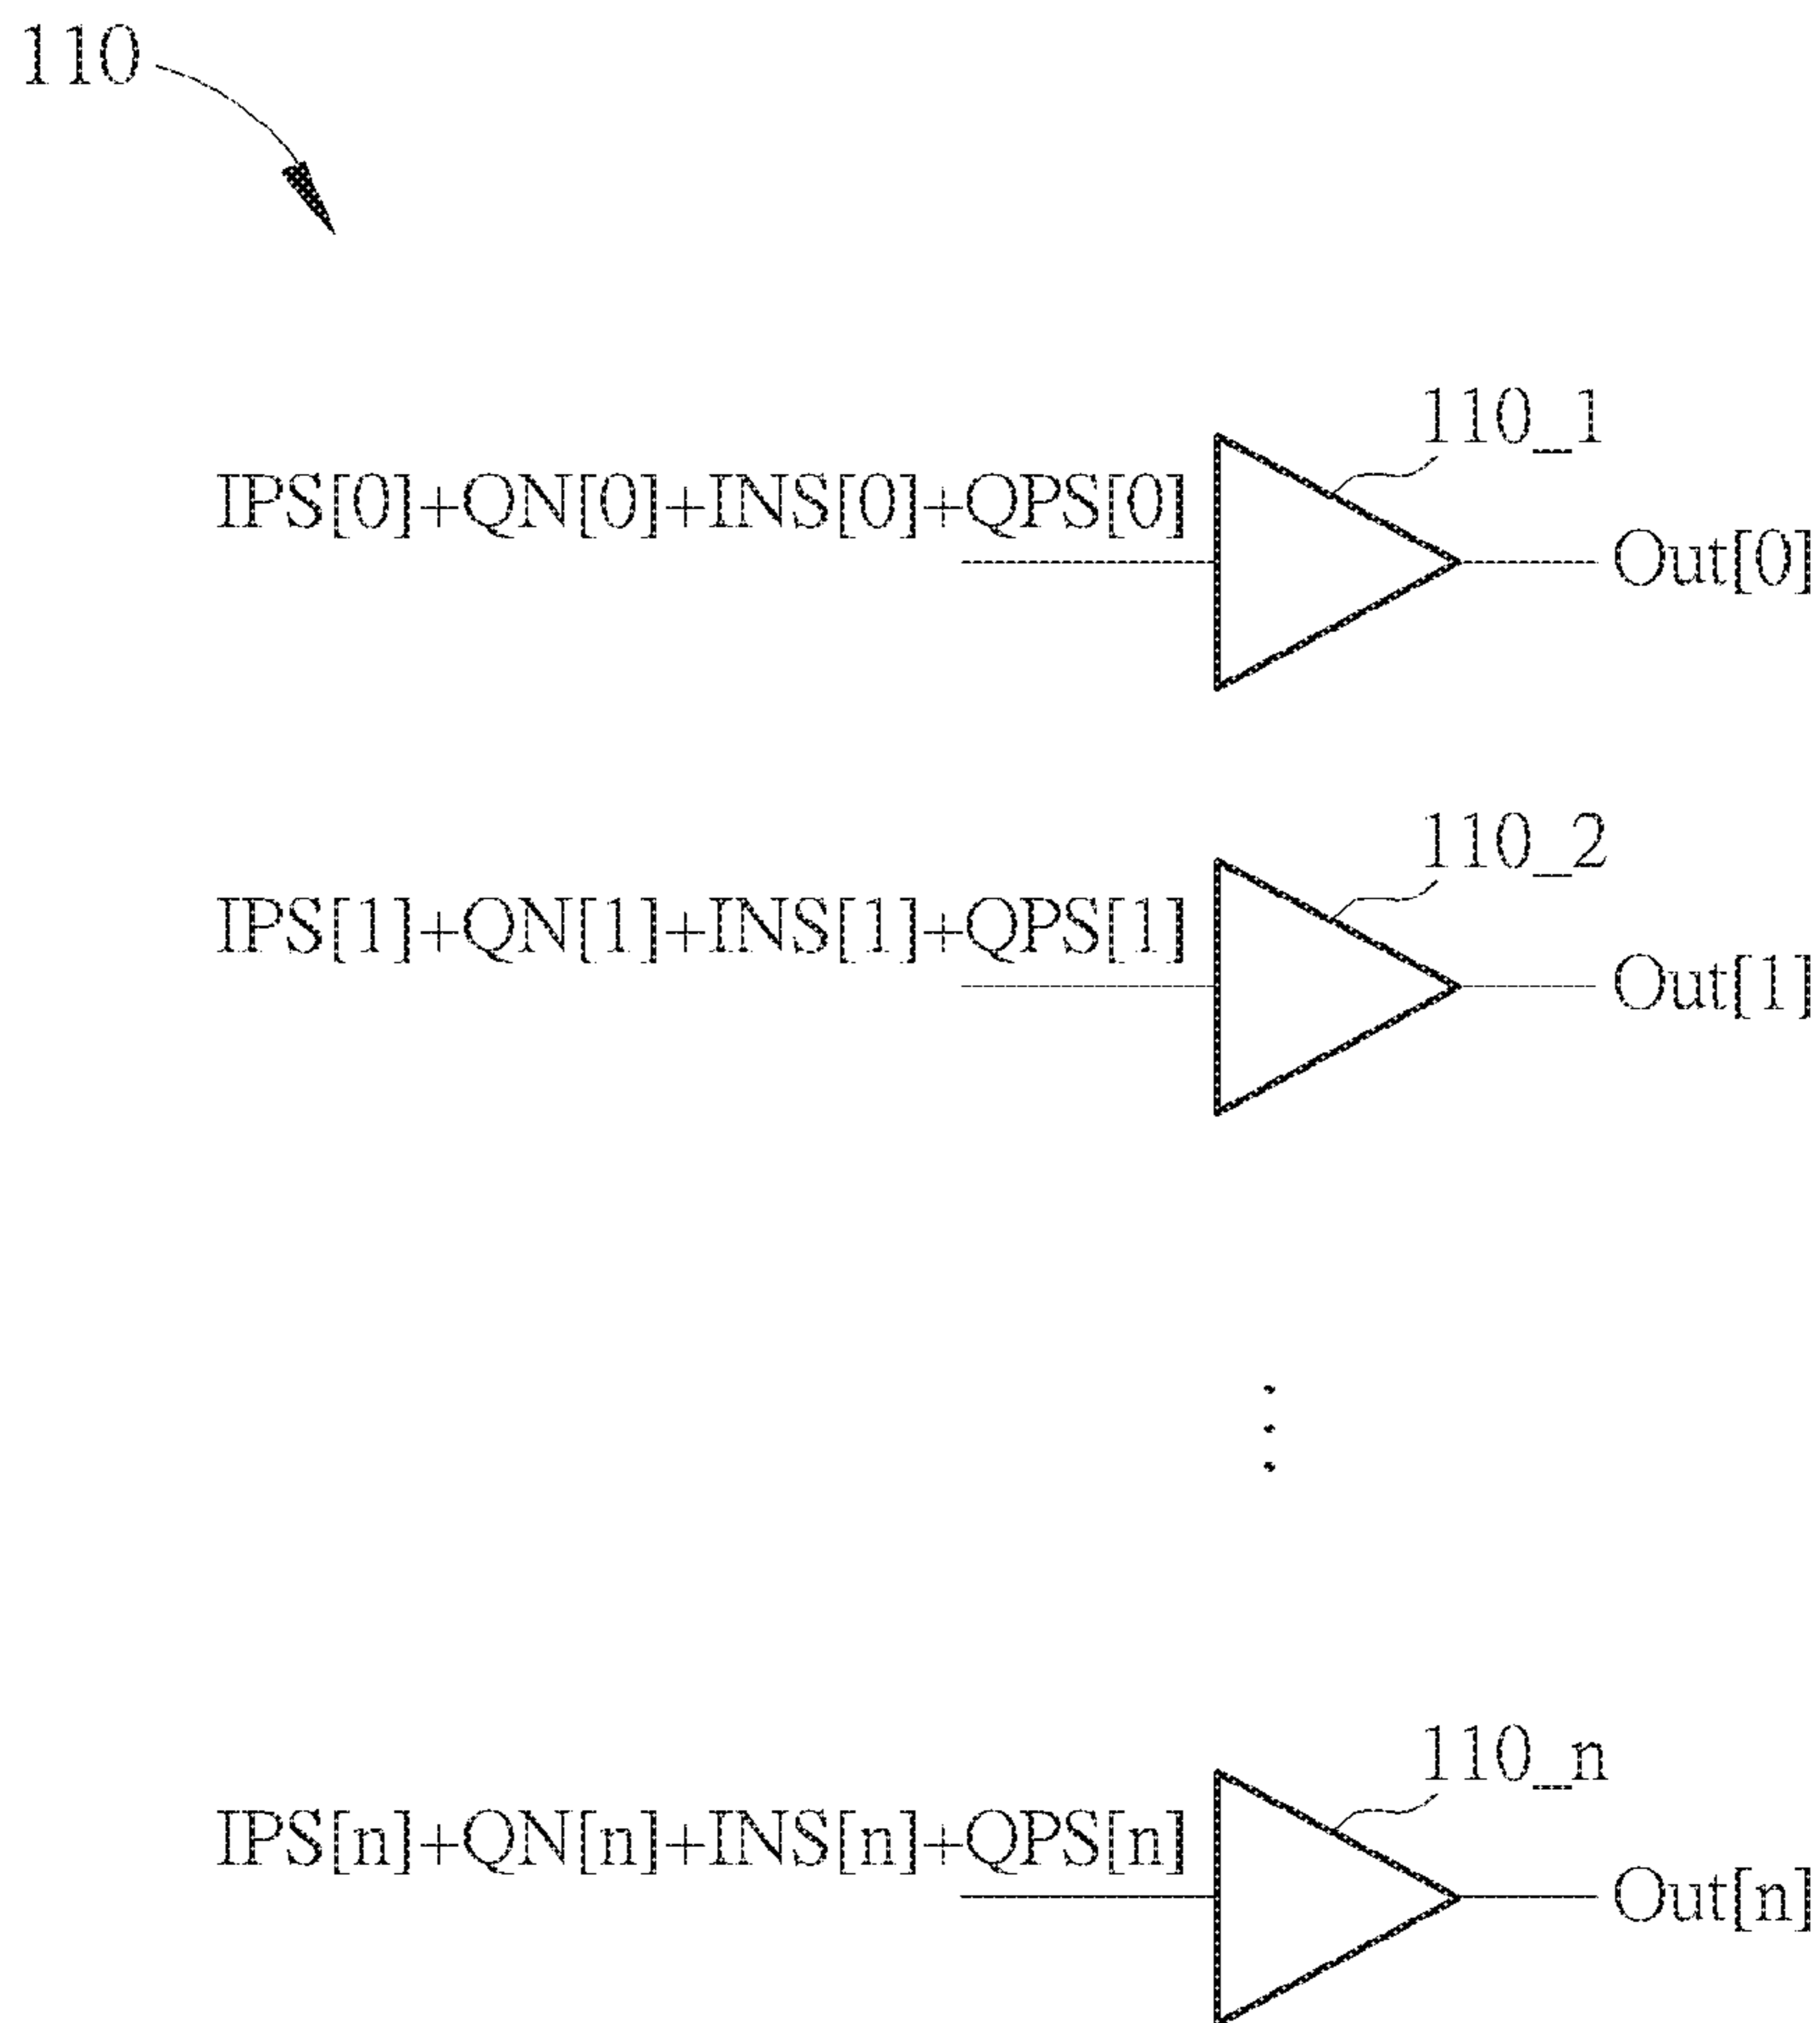 110
110_1
IPS[0]+QN[0]+INS[0]+QPS[0]
Out[0]
110_2
IPS[1]+QN[1]+INS[1]+QPS[1]
Out[1]
110_n
IPS[n]+QN[n]+INS[n]+QPS[n]
Out[n]